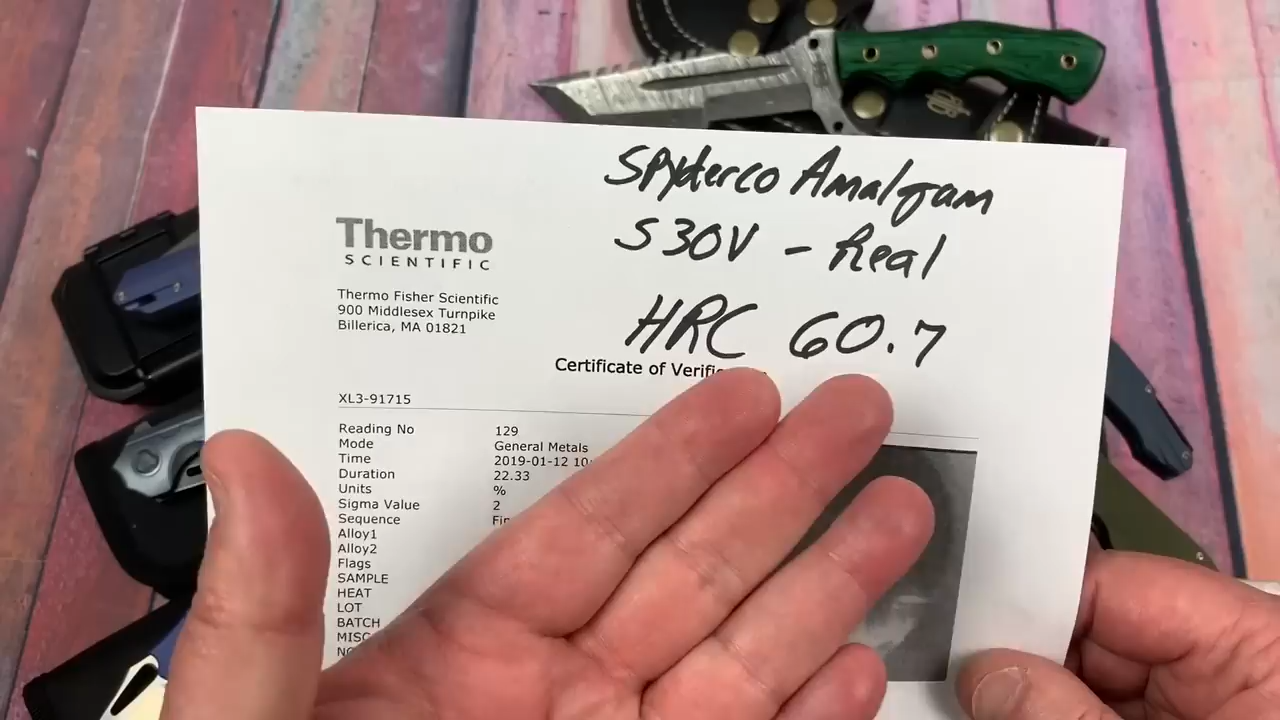 Spyderco Amalgam
S30V - Real
HRC 60.7
Thermo
SCIENTIFIC
Thermo Fisher Scientific
900 Middlesex Turnpike
Billerica, MA 01821
Certificate of
XL3-91715
Reading No 129
Mode General Metals
Time 2019-01-12
Duration 22.33
Units %
Sigma Value 2
Sequence
Alloy1
Alloy2
Flags
SAMPLE
HEAT
LOT
BATCH